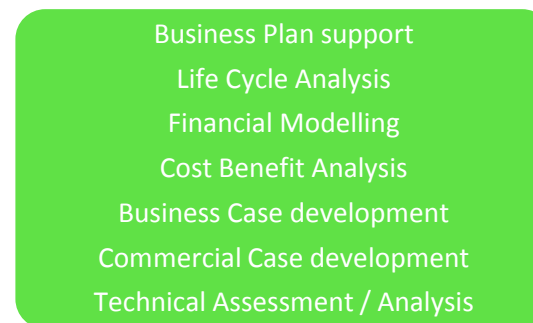 Business Plan support
Life Cycle Analysis
Financial Modelling
Cost Benefit Analysis
Business Case development
Commercial Case development
Technical Assessment / Analysis